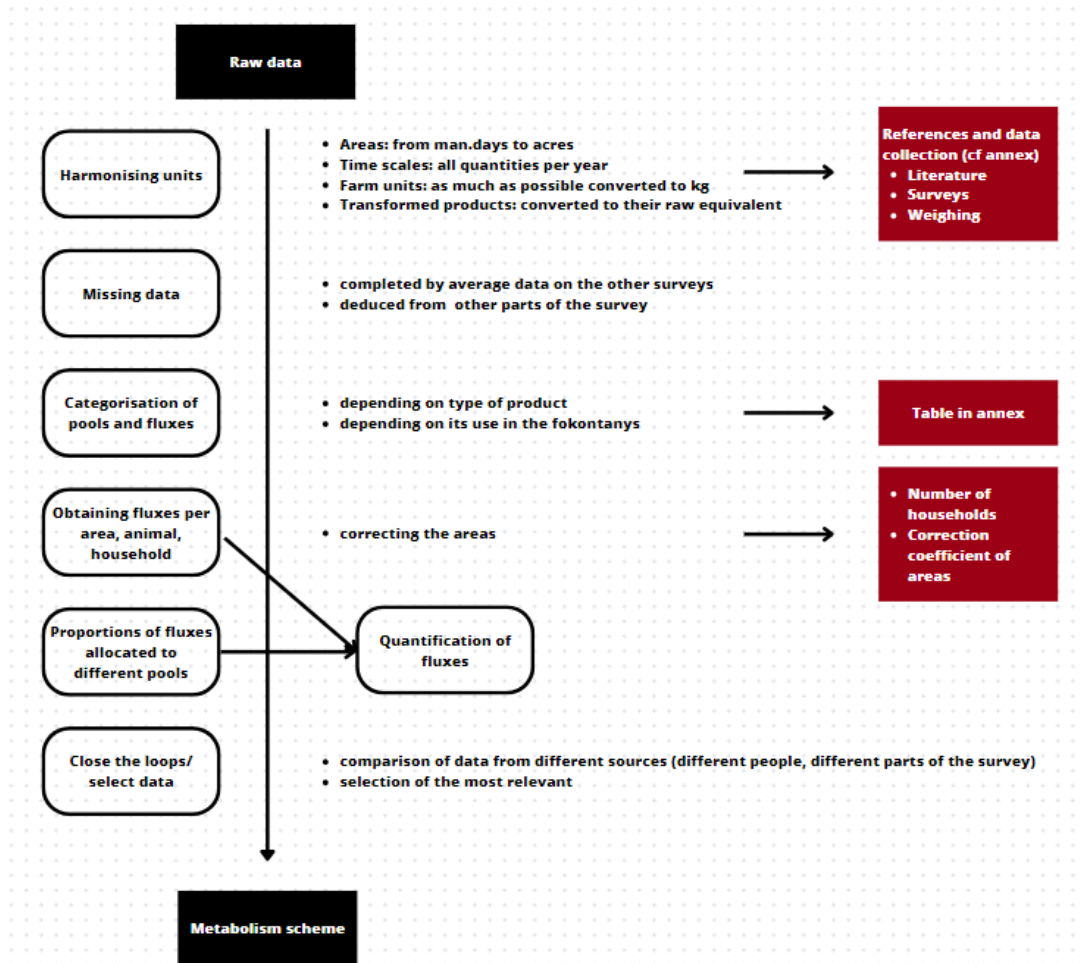 Raw data
Harmonising units
• Areas: from man.days to acres
• Time scales: all quantities per year
• Farm units: as much as possible converted to kg
• Transformed products: converted to their raw equivalent
References and data
collection (cf annex)
• Literature
• Surveys
• Weighing
Missing data
• completed by average data on the other surveys
• deduced from other parts of the survey
Categorisation of
pools and fluxes
• depending on type of product
• depending on its use in the fokontanys
Table in annex
Obtaining fluxes per
area, animal,
household
• correcting the areas
• Number of
households
• Correction
coefficient of
areas
Proportions of fluxes
allocated to
different pools
Quantification of
fluxes
Close the loops/
select data
• comparison of data from different sources (different people, different parts of the survey)
• selection of the most relevant
Metabolism scheme